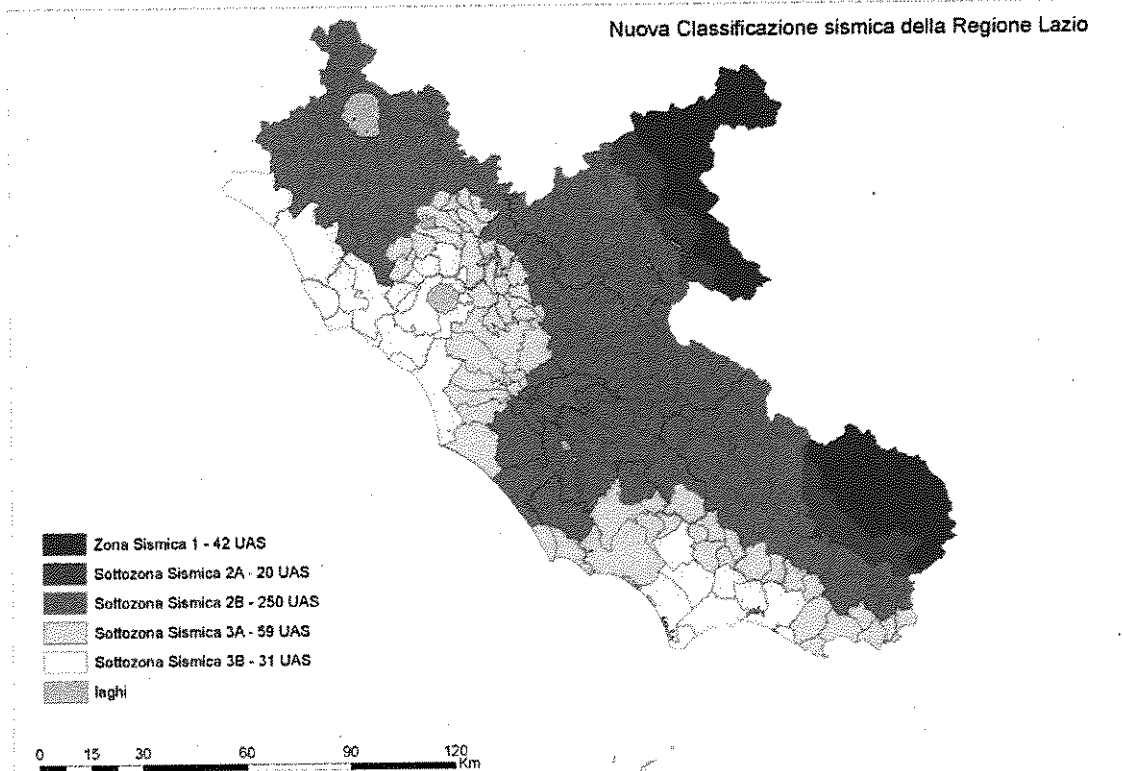 Nuova Classificazione sismica della Regione Lazio
Zona Sismica 1 - 42 UAS
Sottozona Sismica 2A - 20 UAS
Sottozona Sismica 2B - 250 UAS
Sottozona Sismica 3A - 59 UAS
Sottozona Sismica 3B - 31 UAS
laghi
0 15 30 60 90 120
Km